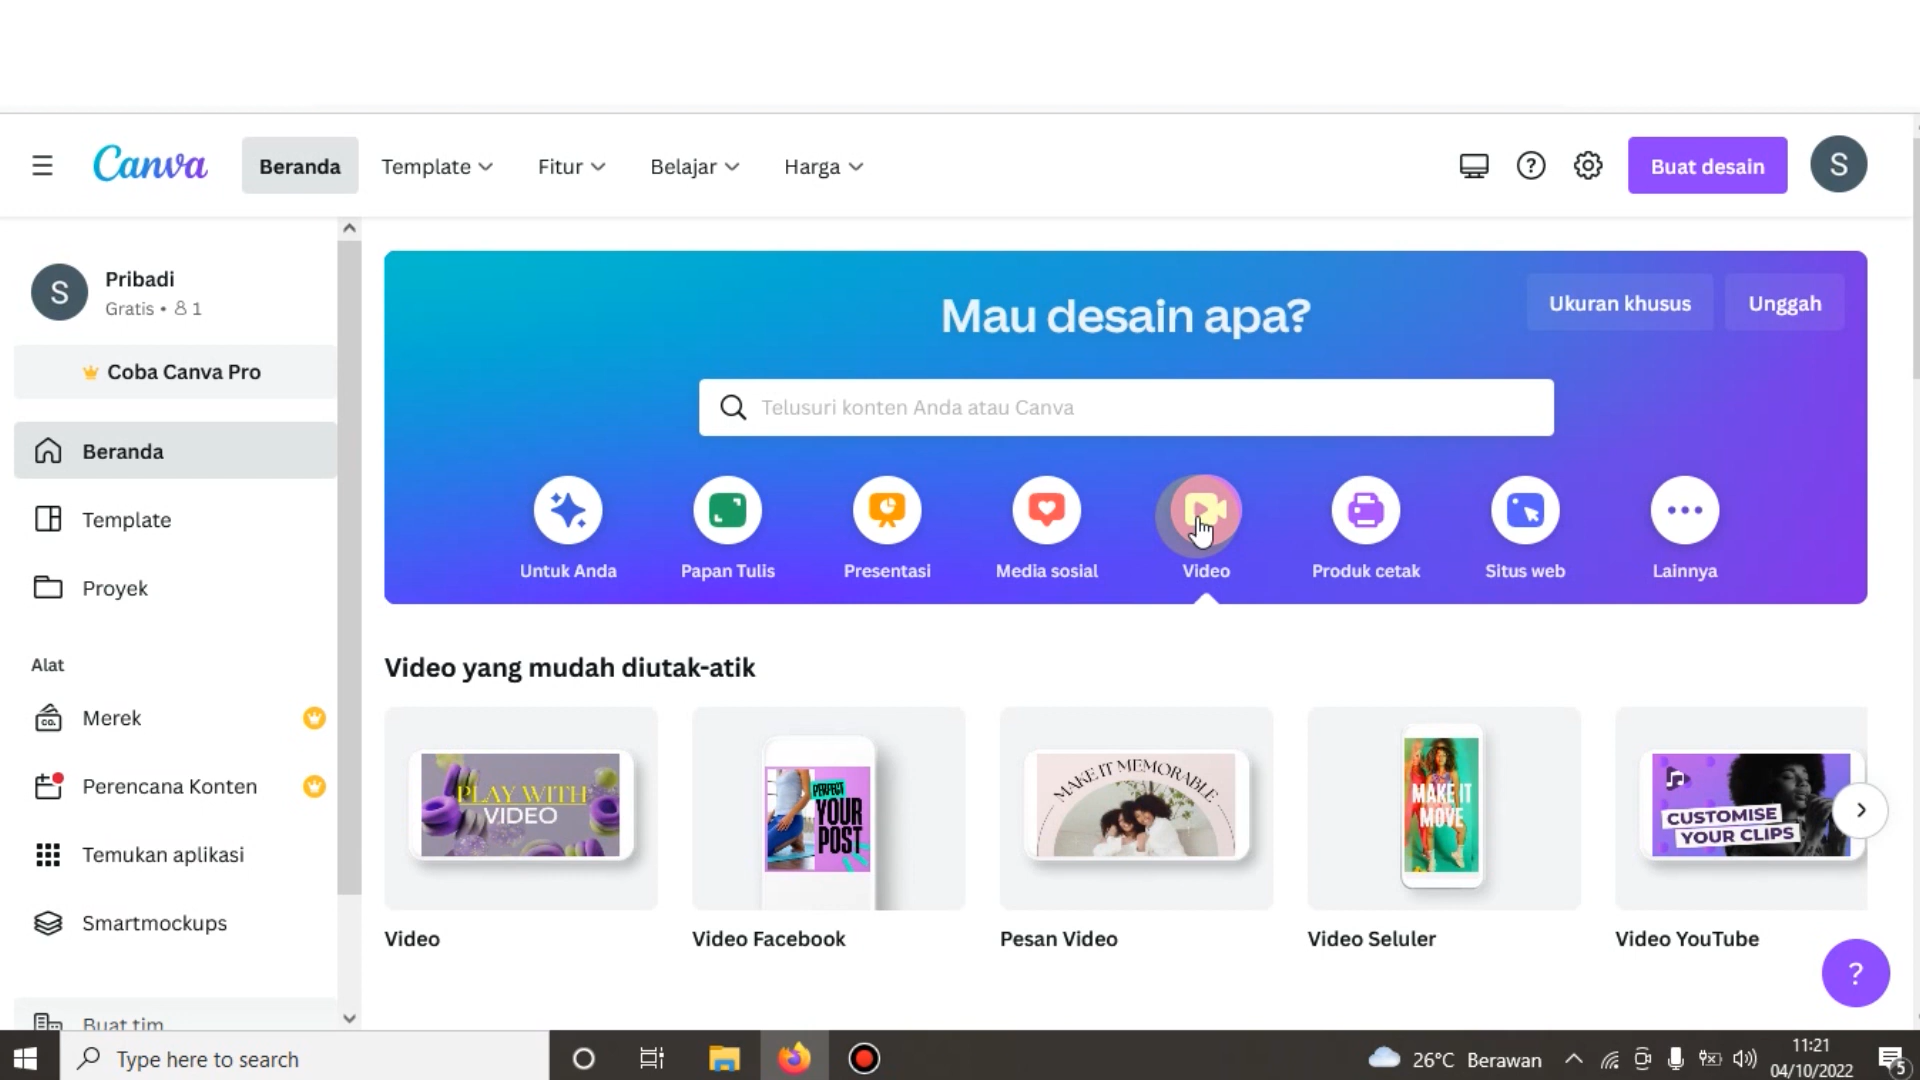 Canva
Beranda
Template
Fitur
Belajar
Harga
Buat desain
S
S
Pribadi
Gratis • 1
Coba Canva Pro
Beranda
Template
Proyek
Alat
CO.
Merek
Perencana Konten
Temukan aplikasi
Smartmockups
Buat tim
Ukuran khusus
Unggah
Mau desain apa?
Telusuri konten Anda atau Canva
Untuk Anda
Papan Tulis
Presentasi
Media sosial
Video
Produk cetak
Situs web
Lainnya
Video yang mudah diutak-atik
PLAY WITH
VIDEO
PERFECT
YOUR
POST
MAKE IT MEMORABLE
MAKE IT
MOVE
CUSTOMISE
YOUR CLIPS
Video
Video Facebook
Pesan Video
Video Seluler
Video YouTube
?
Type here to search
26°C Berawan
11:21
04/10/2022
5